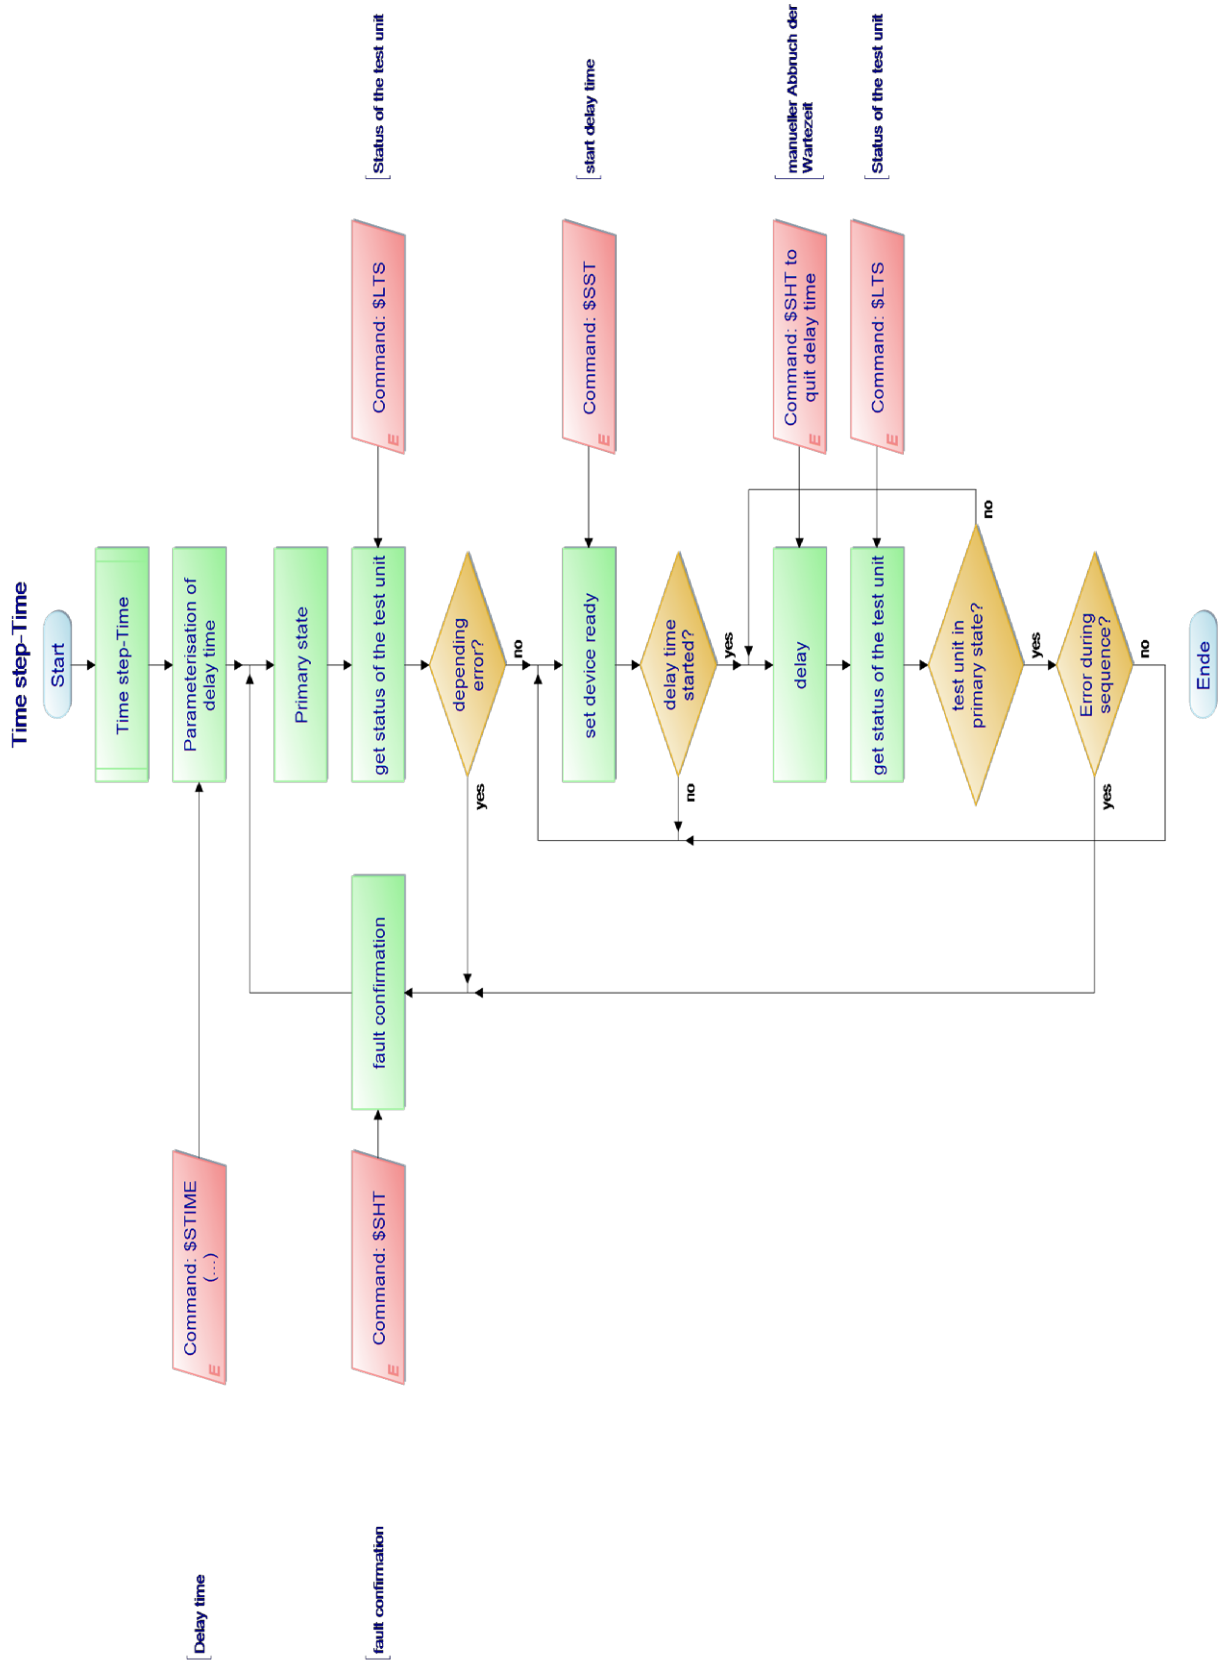 Time step-Time
Start
Time step-Time
Command: $STIME
(...)
Delay time
Parameterisation of
delay time
Primary state
fault confirmation
Command: $SHT
fault confirmation
get status of the test unit
Command: $LTS
Status of the test unit
depending
error?
yes
no
set device ready
Command: $SST
start delay time
delay time
started?
no
yes
delay
Command: $SHT to
quit delay time
manueller Abbruch der
Wartezeit
get status of the test unit
Command: $LTS
Status of the test unit
test unit in
primary state?
no
yes
Error during
sequence?
yes
no
Ende
E
E
E
E
E
E